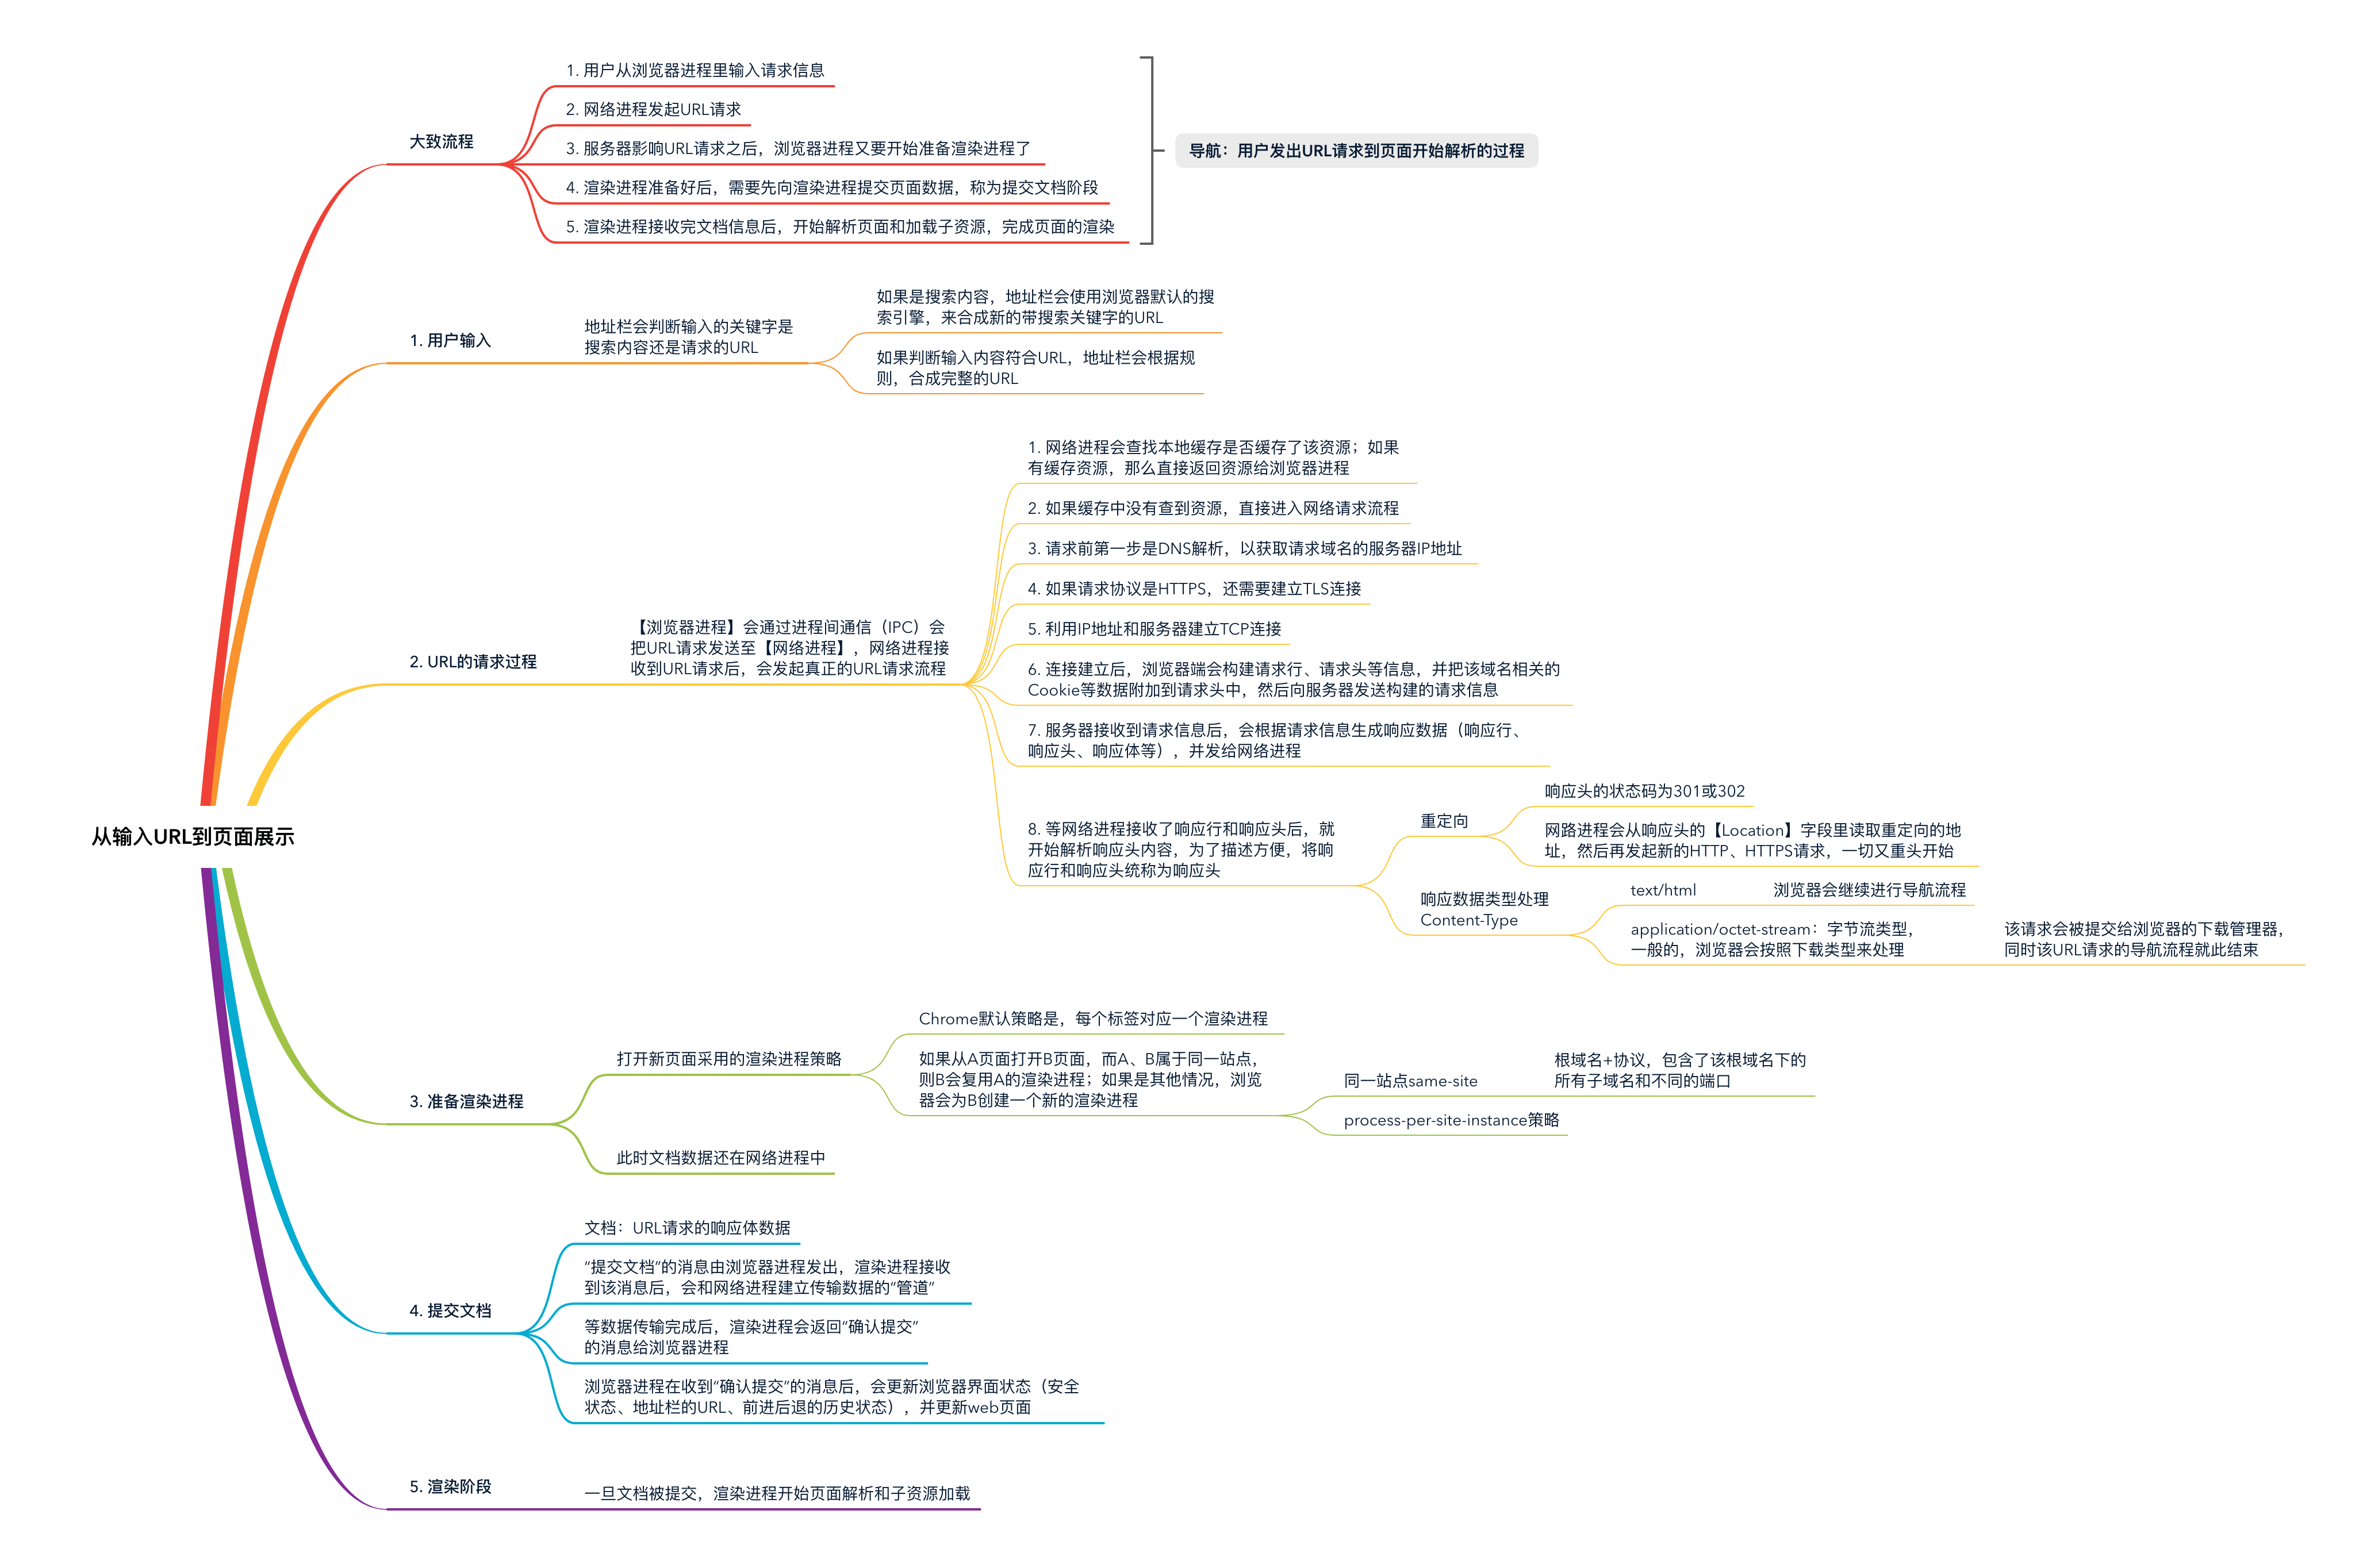 从输入URL到页面展示
大致流程
1. 用户从浏览器进程里输入请求信息
2. 网络进程发起URL请求
3. 服务器影响URL请求之后，浏览器进程又要开始准备渲染进程了
4. 渲染进程准备好后，需要先向渲染进程提交页面数据，称为提交文档阶段
5. 渲染进程接收完文档信息后，开始解析页面和加载子资源，完成页面的渲染
导航：用户发出URL请求到页面开始解析的过程
1. 用户输入
地址栏会判断输入的关键字是
搜索内容还是请求的URL
如果是搜索内容，地址栏会使用浏览器默认的搜
索引擎，来合成新的带搜索关键字的URL
如果判断输入内容符合URL，地址栏会根据规
则，合成完整的URL
2. URL的请求过程
【浏览器进程】会通过进程间通信（IPC）会
把URL请求发送至【网络进程】，网络进程接
收到URL请求后，会发起真正的URL请求流程
1. 网络进程会查找本地缓存是否缓存了该资源；如果
有缓存资源，那么直接返回资源给浏览器进程
2. 如果缓存中没有查到资源，直接进入网络请求流程
3. 请求前第一步是DNS解析，以获取请求域名的服务器IP地址
4. 如果请求协议是HTTPS，还需要建立TLS连接
5. 利用IP地址和服务器建立TCP连接
6. 连接建立后，浏览器端会构建请求行、请求头等信息，并把该域名相关的
Cookie等数据附加到请求头中，然后向服务器发送构建的请求信息
7. 服务器接收到请求信息后，会根据请求信息生成响应数据（响应行、
响应头、响应体等），并发给网络进程
8. 等网络进程接收了响应行和响应头后，就
开始解析响应头内容，为了描述方便，将响
应行和响应头统称为响应头
重定向
响应头的状态码为301或302
网路进程会从响应头的【Location】字段里读取重定向的地
址，然后再发起新的HTTP、HTTPS请求，一切又重头开始
响应数据类型处理
Content-Type
text/html
浏览器会继续进行导航流程
application/octet-stream：字节流类型，
一般的，浏览器会按照下载类型来处理
该请求会被提交给浏览器的下载管理器，
同时该URL请求的导航流程就此结束
3. 准备渲染进程
打开新页面采用的渲染进程策略
Chrome默认策略是，每个标签对应一个渲染进程
如果从A页面打开B页面，而A、B属于同一站点，
则B会复用A的渲染进程；如果是其他情况，浏览
器会为B创建一个新的渲染进程
同一站点same-site
根域名+协议，包含了该根域名下的
所有子域名和不同的端口
process-per-site-instance策略
此时文档数据还在网络进程中
4. 提交文档
文档：URL请求的响应体数据
“提交文档”的消息由浏览器进程发出，渲染进程接收
到该消息后，会和网络进程建立传输数据的“管道”
等数据传输完成后，渲染进程会返回“确认提交”
的消息给浏览器进程
浏览器进程在收到“确认提交”的消息后，会更新浏览器界面状态（安全
状态、地址栏的URL、前进后退的历史状态），并更新web页面
5. 渲染阶段
一旦文档被提交，渲染进程开始页面解析和子资源加载